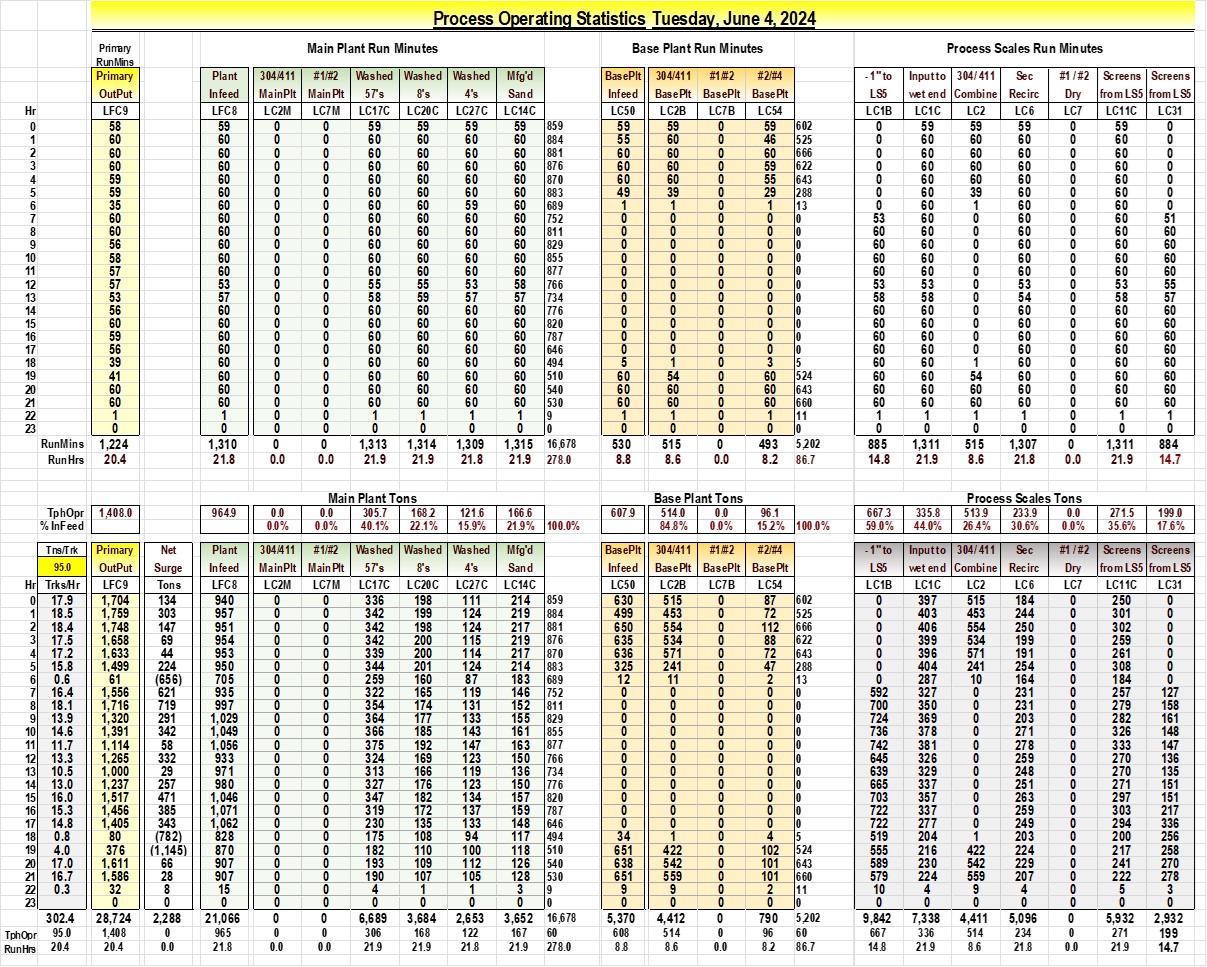 Process Operating Statistics Tuesday, June 4, 2024
Primary Main Plant Run Minutes Base Plant Run Minutes Process Scales Run Minutes
RunMins
Primary Plant 304/411 #1/#2 Washed Washed Washed Mfg'd BasePlt 304/411 #1/#2 #2/#4 - 1" to Input to 304/ 411 Sec #1 / #2 Screens Screens
OutPut Infeed MainPlt MainPlt 57's 8's 4's Sand Infeed BasePlt BasePlt BasePlt LS5 wet end Combine Recirc Dry from LS5 from LS5
Hr LFC9 LFC8 LC2M LC7M LC17C LC20C LC27C LC14C LC50 LC2B LC7B LC54 LC1B LC1C LC2 LC6 LC7 LC11C LC31
0 58 59 0 0 59 59 59 59 859 59 59 0 59 602 0 59 59 59 0 59 0
1 60 60 0 0 60 60 60 60 884 55 60 0 46 525 0 60 60 60 0 60 0
2 60 60 0 0 60 60 60 60 881 60 60 0 60 666 0 60 60 60 0 60 0
3 60 60 0 0 60 60 60 60 876 60 60 0 59 622 0 60 60 60 0 60 0
4 59 60 0 0 60 60 60 60 870 60 60 0 55 643 0 60 60 60 0 60 0
5 59 60 0 0 60 60 60 60 883 49 39 0 29 288 0 60 39 60 0 60 0
6 35 60 0 0 60 60 59 60 689 1 1 0 1 13 0 60 1 60 0 60 0
7 60 60 0 0 60 60 60 60 752 0 0 0 0 0 53 60 0 60 0 60 51
8 60 60 0 0 60 60 60 60 811 0 0 0 0 0 60 60 0 60 0 60 60
9 56 60 0 0 60 60 60 60 829 0 0 0 0 0 60 60 0 60 0 60 60
10 58 60 0 0 60 60 60 60 855 0 0 0 0 0 60 60 0 60 0 60 60
11 57 60 0 0 60 60 60 60 877 0 0 0 0 0 60 60 0 60 0 60 60
12 57 53 0 0 55 55 53 58 766 0 0 0 0 0 53 53 0 53 0 53 55
13 53 57 0 0 58 59 57 57 734 0 0 0 0 0 58 58 0 54 0 58 57
14 56 60 0 0 60 60 60 60 776 0 0 0 0 0 60 60 0 60 0 60 60
15 60 60 0 0 60 60 60 60 820 0 0 0 0 0 60 60 0 60 0 60 60
16 59 60 0 0 60 60 60 60 787 0 0 0 0 0 60 60 0 60 0 60 60
17 56 60 0 0 60 60 60 60 646 0 0 0 0 0 60 60 0 60 0 60 60
18 39 60 0 0 60 60 60 60 494 5 1 0 3 5 60 60 1 60 0 60 60
19 41 60 0 0 60 60 60 60 510 60 54 0 60 524 60 60 54 60 0 60 60
20 60 60 0 0 60 60 60 60 540 60 60 0 60 643 60 60 60 60 0 60 60
21 60 60 0 0 60 60 60 60 530 60 60 0 60 660 60 60 60 60 0 60 60
22 1 1 0 0 1 1 1 1 9 1 1 0 1 11 1 1 1 1 0 1 1
23 0 0 0 0 0 0 0 0 0 0 0 0 0 0 0 0 0 0 0 0 0
RunMins 1,224 1,310 0 0 1,313 1,314 1,309 1,315 16,678 530 515 0 493 5,202 885 1,311 515 1,307 0 1,311 884
Run Hrs 20.4 21.8 0.0 0.0 21.9 21.9 21.8 21.9 278.0 8.8 8.6 0.0 8.2 86.7 14.8 21.9 8.6 21.8 0.0 21.9 14.7
Main Plant Tons Base Plant Tons Process Scales Tons
TphOpr 1,408.0 964.9 0.0 0.0 305.7 168.2 121.6 166.6 607.9 514.0 0.0 96.1 667.3 335.8 513.9 233.9 0.0 271.5 199.0
% InFeed 0.0% 0.0% 40.1% 22.1% 15.9% 21.9% 100.0% 84.8% 0.0% 15.2% 100.0% 59.0% 44.0% 26.4% 30.6% 0.0% 35.6% 17.6%
Tns/Trk Primary Net Plant 304/411 #1/#2 Washed Washed Washed Mfg'd BasePlt 304/411 #1/#2 #2/#4 - 1" to Input to 304/ 411 Sec #1 / #2 Screens Screens
95.0 OutPut Surge Infeed MainPlt MainPlt 57's 8's 4's Sand Infeed BasePlt BasePlt BasePlt LS5 wet end Combine Recirc Dry from LS5 from LS5
Hr Trks/Hr LFC9 Tons LFC8 LC2M LC7M LC17C LC20C LC27C LC14C LC50 LC2B LC7B LC54 LC1B LC1C LC2 LC6 LC7 LC11C LC31
0 17.9 1,704 134 940 0 0 336 198 111 214 859 630 515 0 87 602 0 397 515 184 0 250 0
1 18.5 1,759 303 957 0 0 342 199 124 219 884 499 453 0 72 525 0 403 453 244 0 301 0
2 18.4 1,748 147 951 0 0 342 198 124 217 881 650 554 0 112 666 0 406 554 250 0 302 0
3 17.5 1,658 69 954 0 0 342 200 115 219 876 635 534 0 88 622 0 399 534 199 0 259 0
4 17.2 1,633 44 953 0 0 339 200 114 217 870 636 571 0 72 643 0 396 571 191 0 261 0
5 15.8 1,499 224 950 0 0 344 201 124 214 883 325 241 0 47 288 0 404 241 254 0 308 0
6 0.6 61 (656) 705 0 0 259 160 87 183 689 12 11 0 2 13 0 287 10 164 0 184 0
7 16.4 1,556 621 935 0 0 322 165 119 146 752 0 0 0 0 0 592 327 0 231 0 257 127
8 18.1 1,716 719 997 0 0 354 174 131 152 811 0 0 0 0 0 700 350 0 231 0 279 158
9 13.9 1,320 291 1,029 0 0 364 177 133 155 829 0 0 0 0 0 724 369 0 203 0 282 161
10 14.6 1,391 342 1,049 0 0 366 185 143 161 855 0 0 0 0 0 736 378 0 271 0 326 148
11 11.7 1,114 58 1,056 0 0 375 192 147 163 877 0 0 0 0 0 742 381 0 278 0 333 147
12 13.3 1,265 332 933 0 0 324 169 123 150 766 0 0 0 0 0 645 326 0 259 0 270 136
13 10.5 1,000 29 971 0 0 313 166 119 136 734 0 0 0 0 0 639 329 0 248 0 270 135
14 13.0 1,237 257 980 0 0 327 176 123 150 776 0 0 0 0 0 665 337 0 251 0 271 151
15 16.0 1,517 471 1,046 0 0 347 182 134 157 820 0 0 0 0 0 703 357 0 263 0 297 151
16 15.3 1,456 385 1,071 0 0 319 172 137 159 787 0 0 0 0 0 722 337 0 259 0 303 217
17 14.8 1,405 343 1,062 0 0 230 135 133 148 646 0 0 0 0 0 722 277 0 249 0 294 336
18 0.8 80 (782) 828 0 0 175 108 94 117 494 34 1 0 4 5 519 204 1 203 0 200 256
19 4.0 376 (1,145) 870 0 0 182 110 100 118 510 651 422 0 102 524 555 216 422 224 0 217 258
20 17.0 1,611 66 907 0 0 193 109 112 126 540 638 542 0 101 643 589 230 542 229 0 241 270
21 16.7 1,586 28 907 0 0 190 107 105 128 530 651 559 0 101 660 579 224 559 207 0 222 278
22 0.3 32 8 15 0 0 4 1 1 3 9 9 9 0 2 11 10 4 9 4 0 5 3
23 0 0 0 0 0 0 0 0 0 0 0 0 0 0 0 0 0 0 0 0 0 0
302.4 28,724 2,288 21,066 0 0 6,689 3,684 2,653 3,652 16,678 5,370 4,412 0 790 5,202 9,842 7,338 4,411 5,096 0 5,932 2,932
TphOpr 95.0 1,408 0 965 0 0 306 168 122 167 60 608 514 0 96 60 667 336 514 234 0 271 199
RunHrs 20.4 20.4 0.0 21.8 0.0 0.0 21.9 21.9 21.8 21.9 278.0 8.8 8.6 0.0 8.2 86.7 14.8 21.9 8.6 21.8 0.0 21.9 14.7